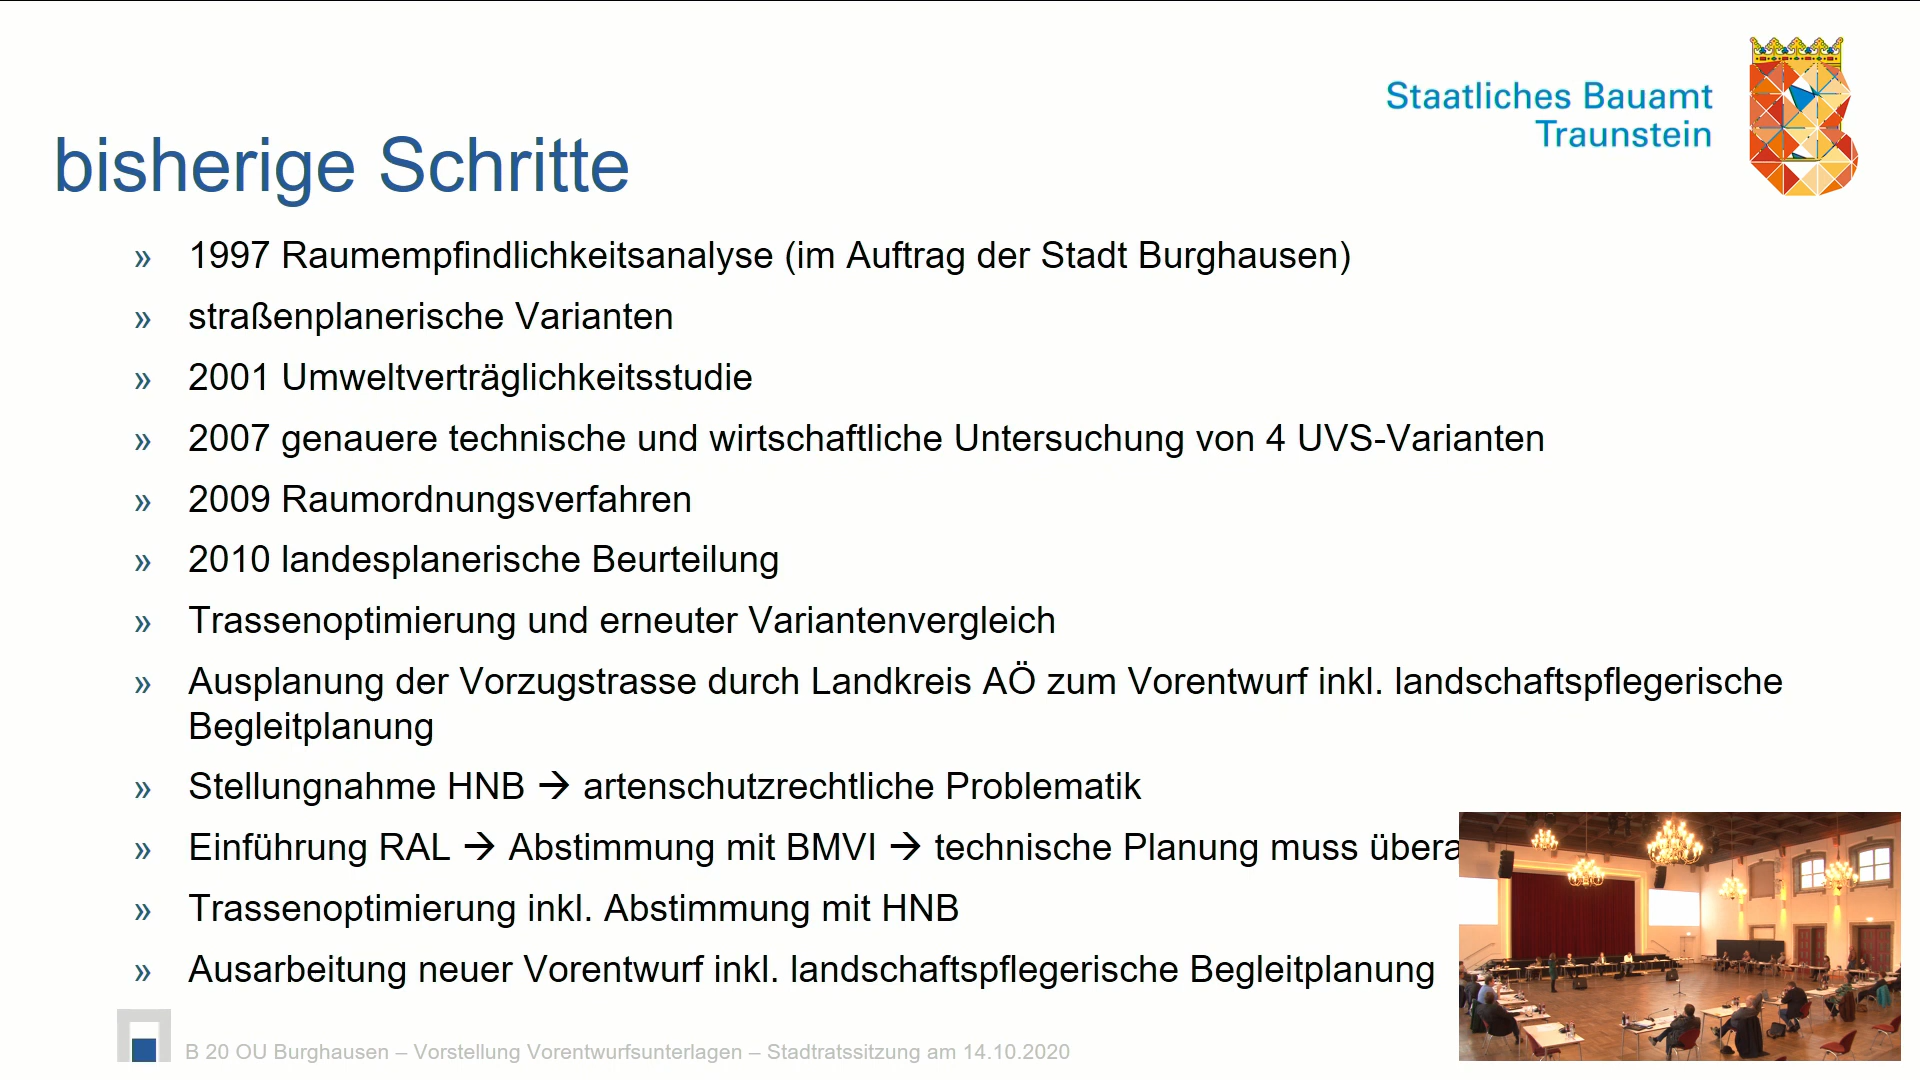 Staatliches Bauamt
Traunstein
bisherige Schritte
» 1997 Raumempfindlichkeitsanalyse (im Auftrag der Stadt Burghausen)
» straßenplanerische Varianten
» 2001 Umweltverträglichkeitsstudie
» 2007 genauere technische und wirtschaftliche Untersuchung von 4 UVS-Varianten
» 2009 Raumordnungsverfahren
» 2010 landesplanerische Beurteilung
» Trassenoptimierung und erneuter Variantenvergleich
» Ausplanung der Vorzugstrasse durch Landkreis AÖ zum Vorentwurf inkl. landschaftspflegerische
Begleitplanung
» Stellungnahme HNB → artenschutzrechtliche Problematik
» Einführung RAL → Abstimmung mit BMVI → technische Planung muss
» Trassenoptimierung inkl. Abstimmung mit HNB
» Ausarbeitung neuer Vorentwurf inkl. landschaftspflegerische Begleitplanung
B 20 OU Burghausen – Vorstellung Vorentwurfsunterlagen – Stadtratssitzung am 14.10.2020